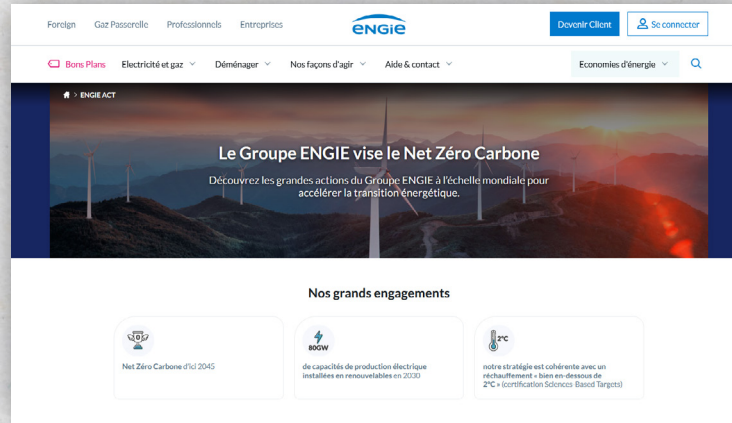 Foreign Gaz Passerelle Professionnels Entreprises
ENGIE
Devenir Client
Se connecter
Bons Plans Electricité et gaz Déménager Nos façons d'agir Aide & contact Economies d'énergie
> ENGIE ACT
Le Groupe ENGIE vise le Net Zéro Carbone
Découvrez les grandes actions du Groupe ENGIE à l'échelle mondiale pour
accélérer la transition énergétique.
Nos grands engagements
0
Net Zéro Carbone d'ici 2045
80GW
de capacités de production électrique
installées en renouvelables en 2030
2°C
notre stratégie est cohérente avec un
réchauffement « bien en-dessous de
2°C » (certification Sciences-Based Targets)